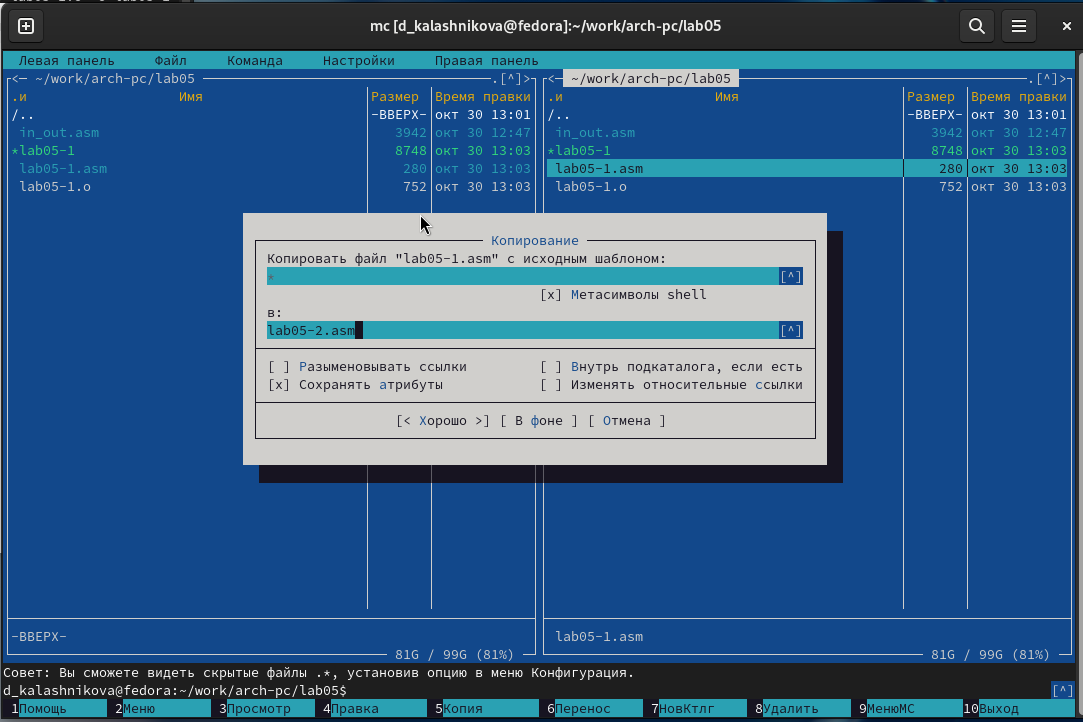 mc [d_kalashnikova@fedora]:~/work/arch-pc/lab05
Левая панель Файл Команда Настройки Правая панель
<— ~/work/arch-pc/lab05 .[^]> <— ~/work/arch-pc/lab05 .[^]>
.и Имя Размер Время правки .и Имя Размер Время правки
/.. -ВВЕРХ- окт 30 13:01 /.. -ВВЕРХ- окт 30 13:01
in_out.asm 3942 окт 30 12:47 in_out.asm 3942 окт 30 12:47
*lab05-1 8748 окт 30 13:03 *lab05-1 8748 окт 30 13:03
lab05-1.asm 280 окт 30 13:03 lab05-1.asm 280 окт 30 13:03
lab05-1.o 752 окт 30 13:03 lab05-1.o 752 окт 30 13:03
Копирование
Копировать файл "lab05-1.asm" с исходным шаблоном:
* [^]
[x] Метасимволы shell
в:
lab05-2.asm [^]
[ ] Разыменовывать ссылки [ ] Внутрь подкаталога, если есть
[x] Сохранять атрибуты [ ] Изменять относительные ссылки
[< Хорошо >] [ В фоне ] [ Отмена ]
-ВВЕРХ- lab05-1.asm
81G / 99G (81%) 81G / 99G (81%)
Совет: Вы сможете видеть скрытые файлы .*, установив опцию в меню Конфигурация.
d_kalashnikova@fedora:~/work/arch-pc/lab05$ [^]
1Помощь 2Меню 3Просмотр 4Правка 5Копия 6Перенос 7НовКтлг 8Удалить 9МенюМС 10Выход